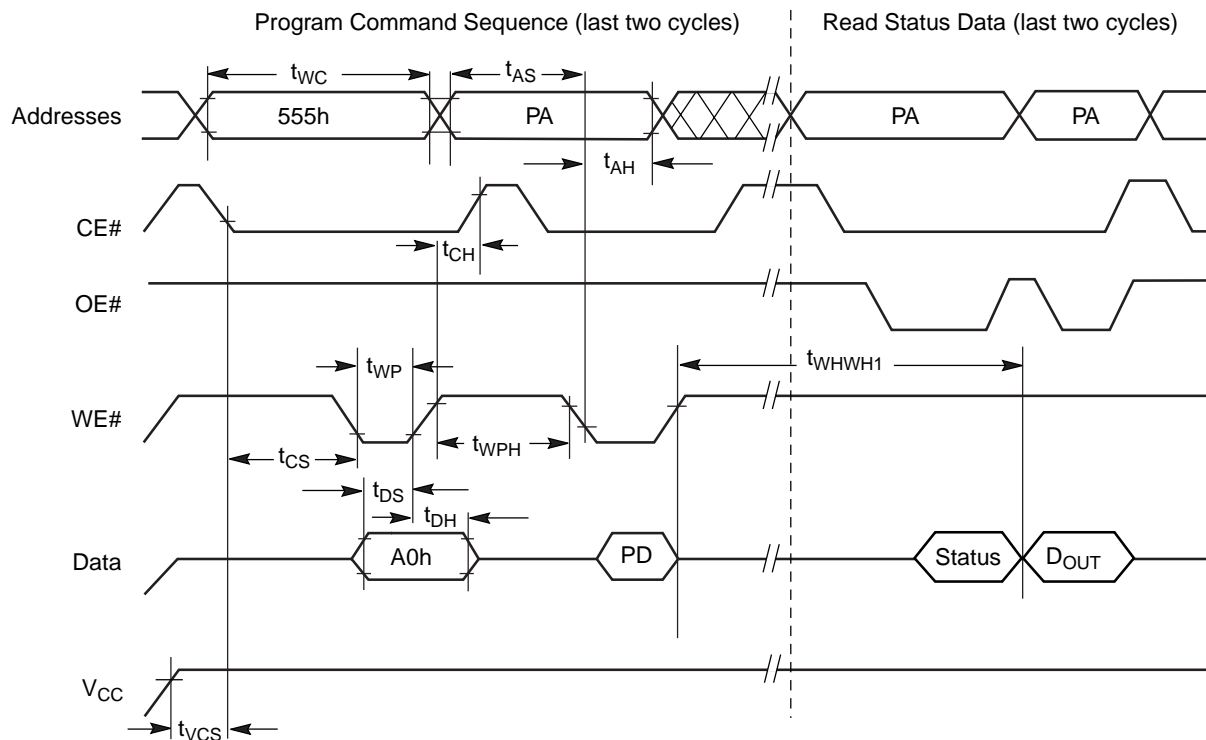 Program Command Sequence (last two cycles)
Read Status Data (last two cycles)
tWC
tAS
Addresses
555h
PA
PA
PA
tAH
CE#
tCH
OE#
tWP
tWHWH1
WE#
tWPH
tCS
tDS
tDH
Data
A0h
PD
Status
DOUT
VCC
tVCS